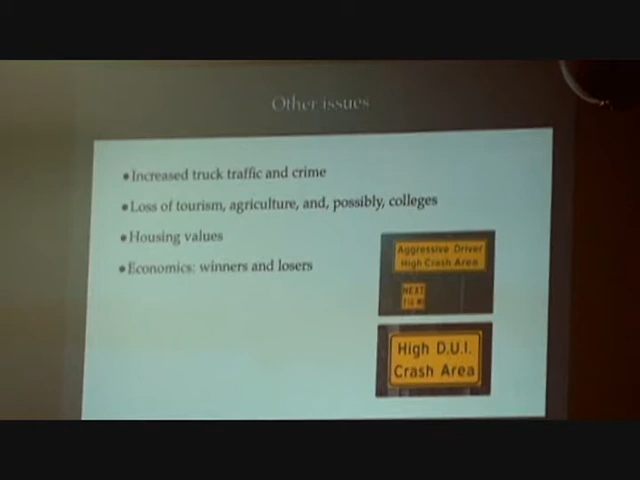 Other issues
•Increased truck traffic and crime
•Loss of tourism, agriculture, and, possibly, colleges
•Housing values
•Economics: winners and losers
Aggressive Driver
High Crash Area
NEXT
High D.U.I.
Crash Area